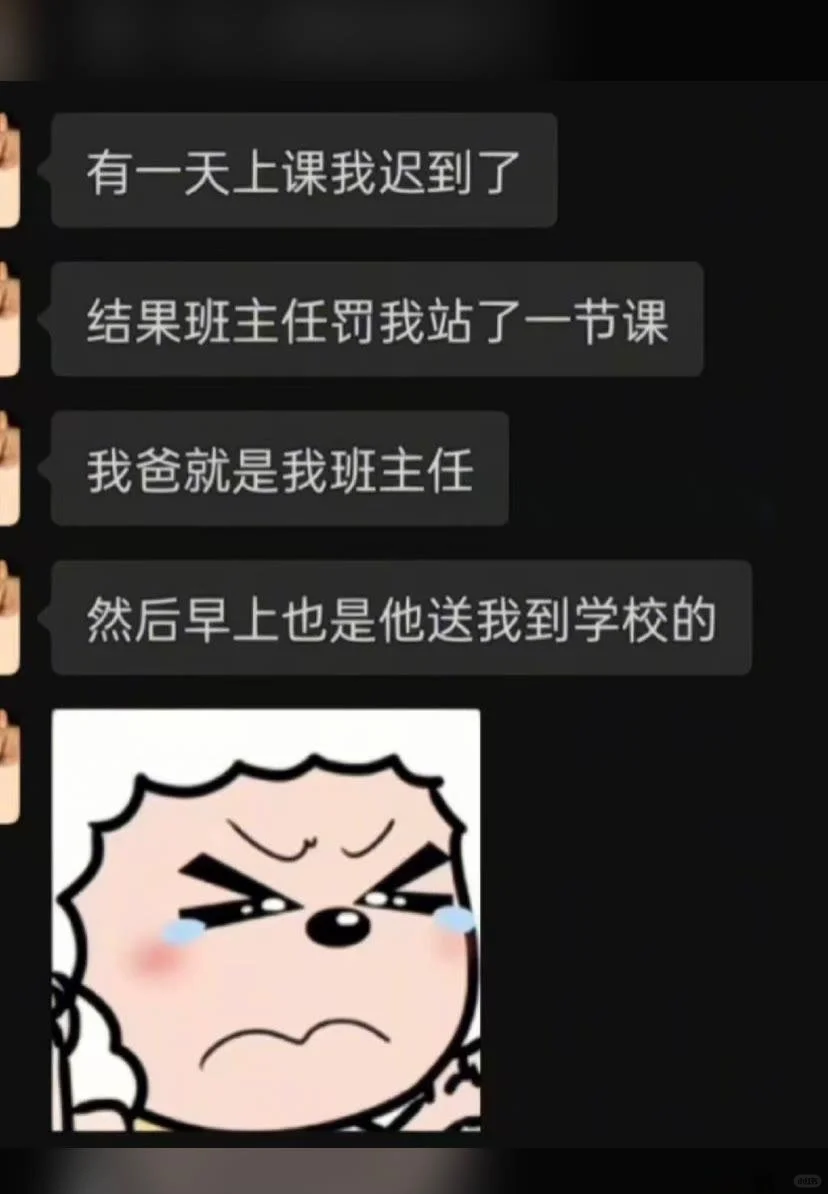 有一天上课我迟到了
结果班主任罚我站了一节课
我爸就是我班主任
然后早上也是他送我到学校的